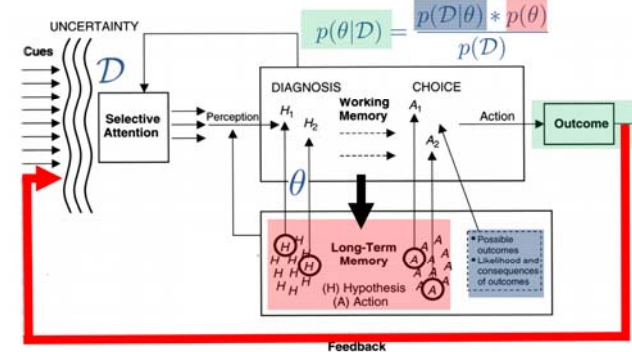 UNCERTAINTY
p(θ|D) = p(D|θ) * p(θ) / p(D)
Cues
D
DIAGNOSIS
CHOICE
Selective
Attention
Perception
H₁
H₂
Working
Memory
A₁
A₂
Action
Outcome
θ
H H H H H H H H H H H
Long-Term
Memory
(H) Hypothesis
(A) Action
A A A A A A A A A A
• Possible
outcomes
• Likelihood and
consequences
of outcomes
Feedback